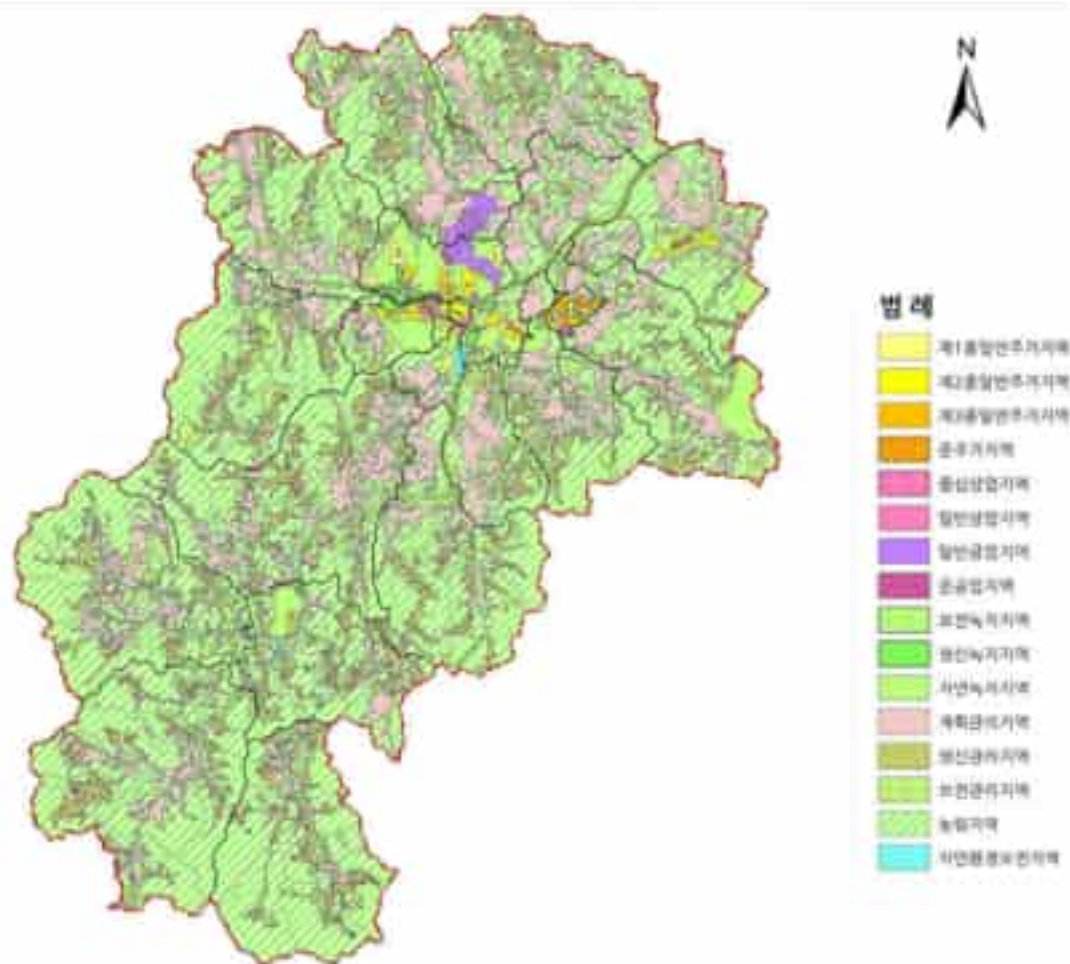 N
범 례
제1종일반주거지역
제2종일반주거지역
제3종일반주거지역
준주거지역
중심상업지역
일반상업지역
일반공업지역
준공업지역
보전녹지지역
생산녹지지역
자연녹지지역
계획관리지역
생산관리지역
보전관리지역
농림지역
자연환경보전지역